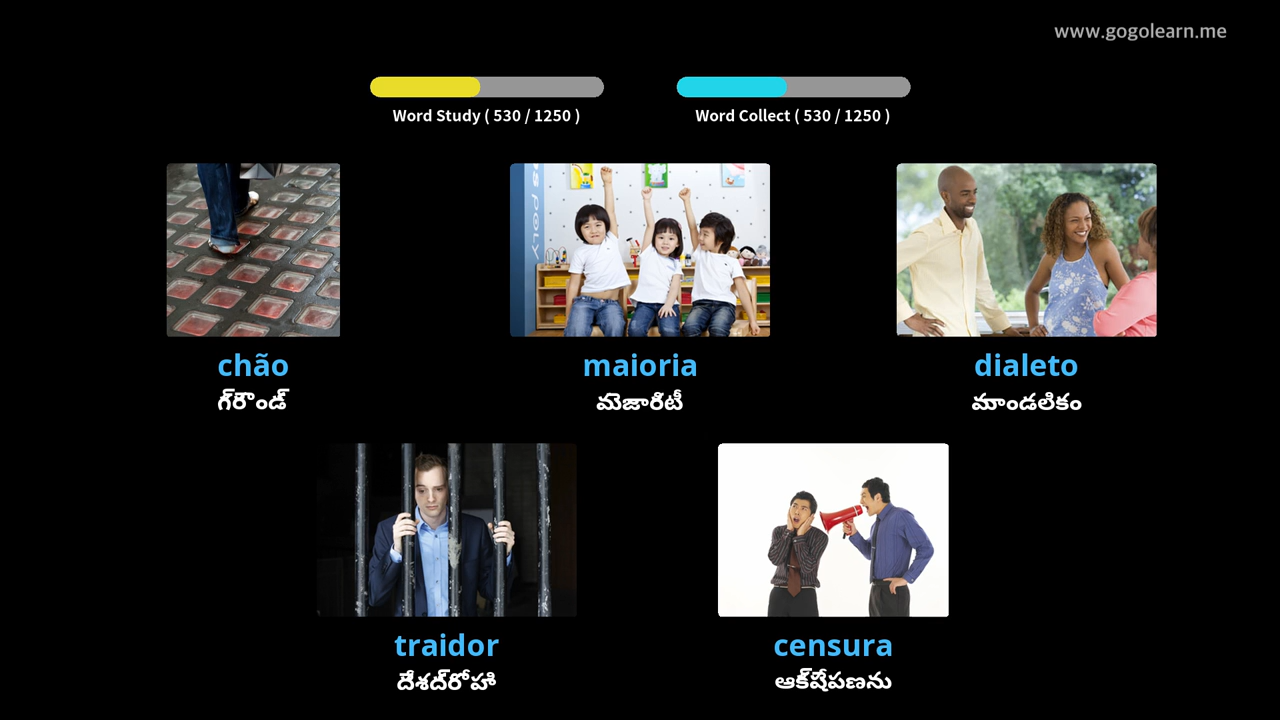 www.gogolearn.me
Word Study ( 530 / 1250 )
Word Collect ( 530 / 1250 )
chão
గ్‌రౌండ్
maioria
మెజారిటీ
dialeto
మాండలికం
traidor
దేశద్‌రోహి
censura
ఆక్‌షేపణను